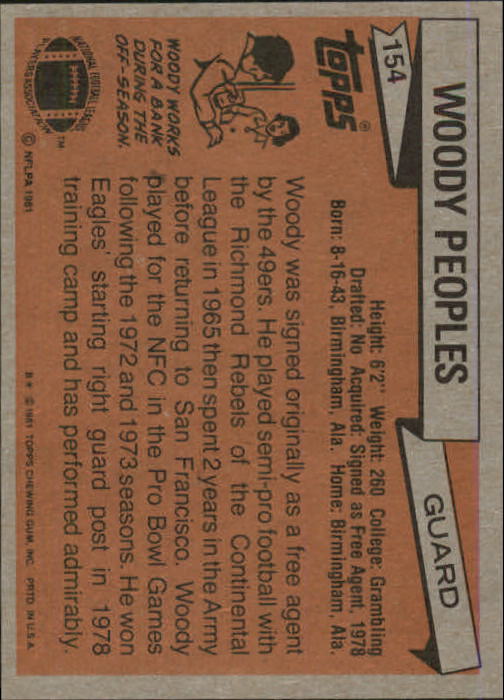 154
WOODY PEOPLES
GUARD
topps®
Height: 6'2" Weight: 260 College: Grambling
Drafted: No Acquired: Signed as Free Agent, 1978
Born: 8-16-43, Birmingham, Ala. Home: Birmingham, Ala.
WOODY WORKS
FOR A BANK
DURING THE
OFF-SEASON.
Woody was signed originally as a free agent
by the 49ers. He played semi-pro football with
the Richmond Rebels of the Continental
League in 1965 then spent 2 years in the Army
before returning to San Francisco. Woody
played for the NFC in the Pro Bowl Games
following the 1972 and 1973 seasons. He won
Eagles' starting right guard post in 1978
training camp and has performed admirably.
NATIONAL FOOTBALL LEAGUE
PLAYERS ASSOCIATION
TM
© NFLPA 1981
B* © 1981 TOPPS CHEWING GUM, INC. PRTD. IN U.S.A.